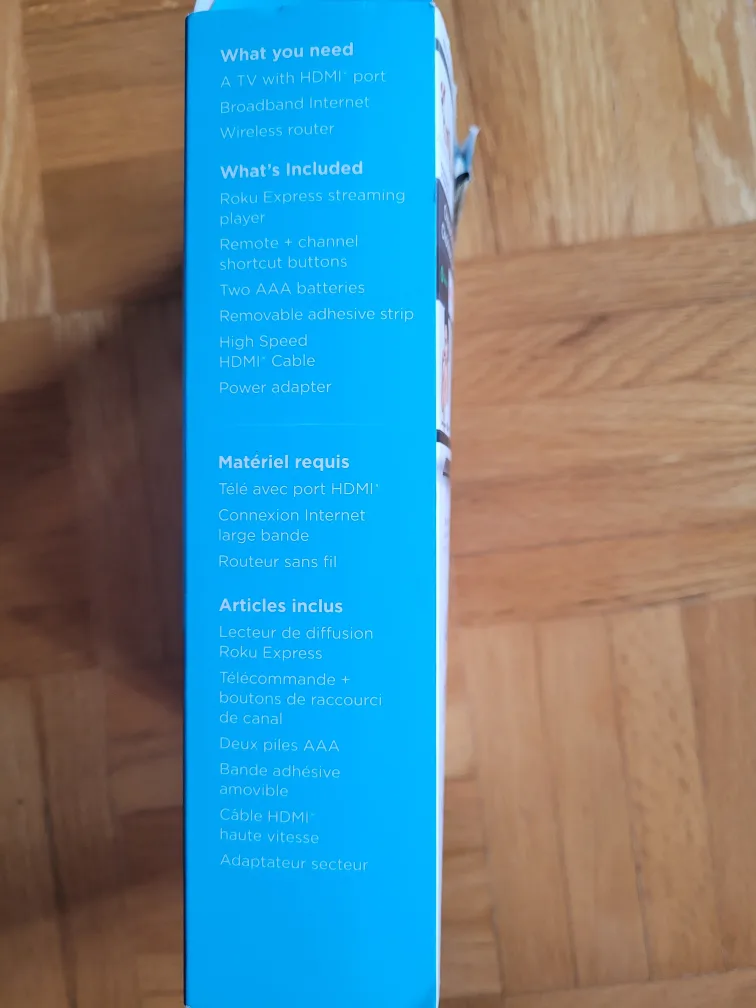 What you need
A TV with HDMI® port
Broadband Internet
Wireless router
What's Included
Roku Express streaming
player
Remote + channel
shortcut buttons
Two AAA batteries
Removable adhesive strip
High Speed
HDMI® Cable
Power adapter
Matériel requis
Télé avec port HDMI®
Connexion Internet
large bande
Routeur sans fil
Articles inclus
Lecteur de diffusion
Roku Express
Télécommande +
boutons de raccourci
de canal
Deux piles AAA
Bande adhésive
amovible
Câble HDMI®
haute vitesse
Adaptateur secteur